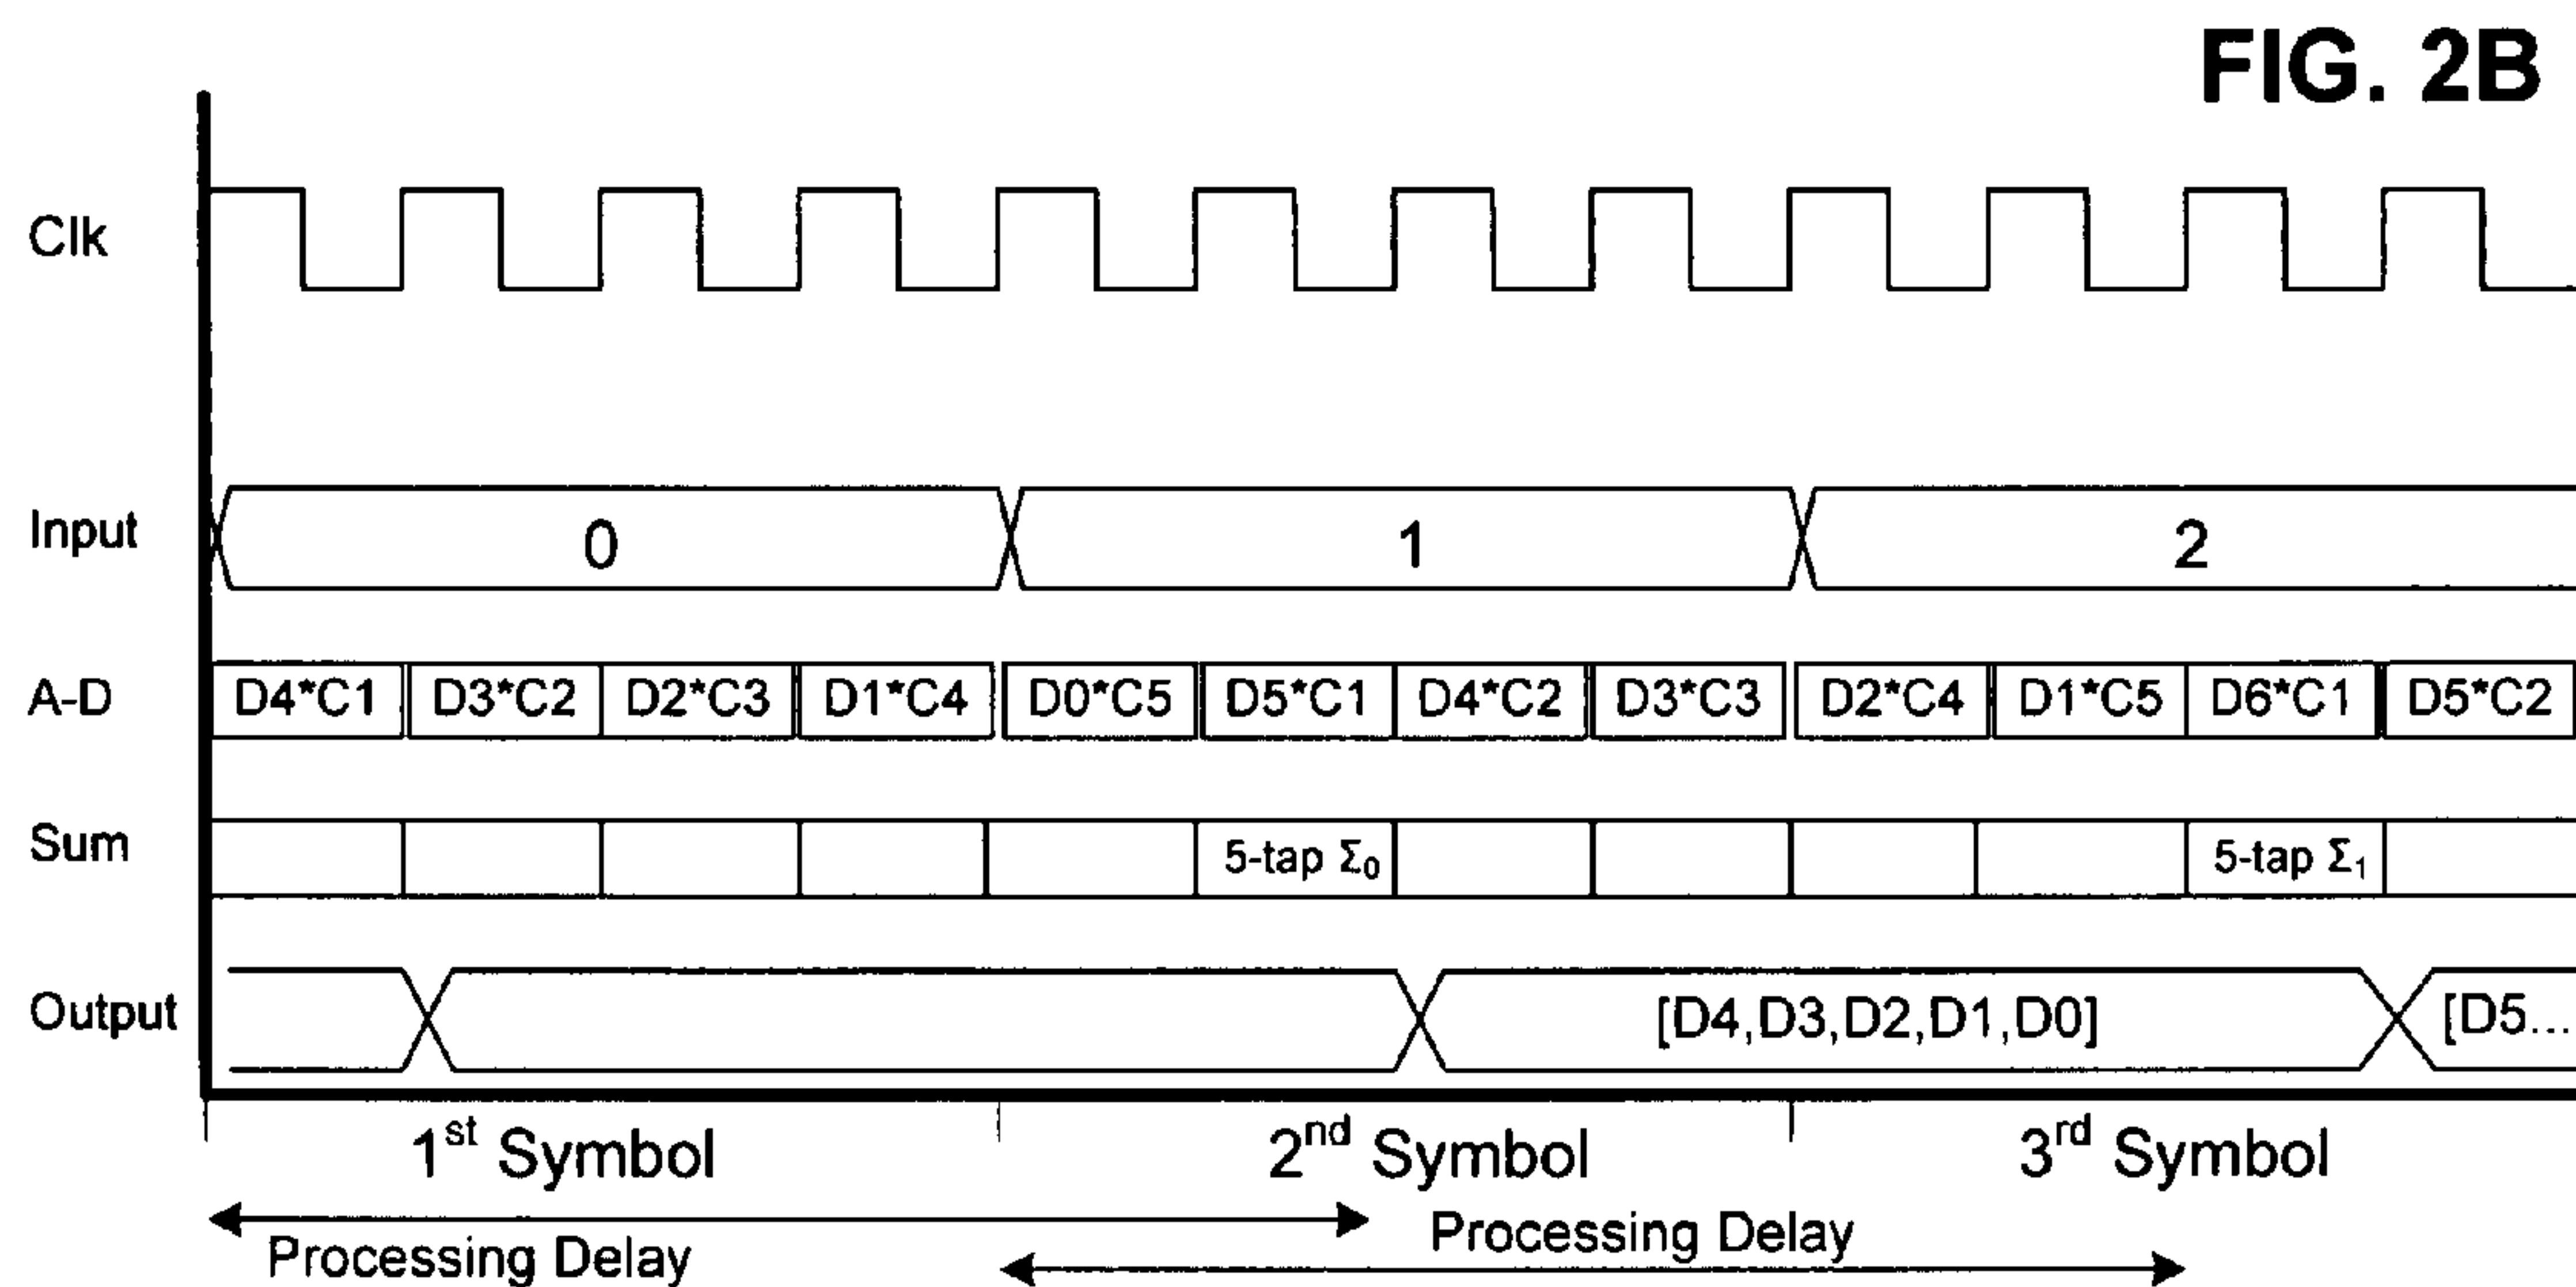 FIG. 2B
Clk
Input 0 1 2
A-D D4*C1 D3*C2 D2*C3 D1*C4 D0*C5 D5*C1 D4*C2 D3*C3 D2*C4 D1*C5 D6*C1 D5*C2
Sum 5-tap Σ₀ 5-tap Σ₁
Output [D4,D3,D2,D1,D0] [D5...
1st Symbol 2nd Symbol 3rd Symbol
Processing Delay Processing Delay